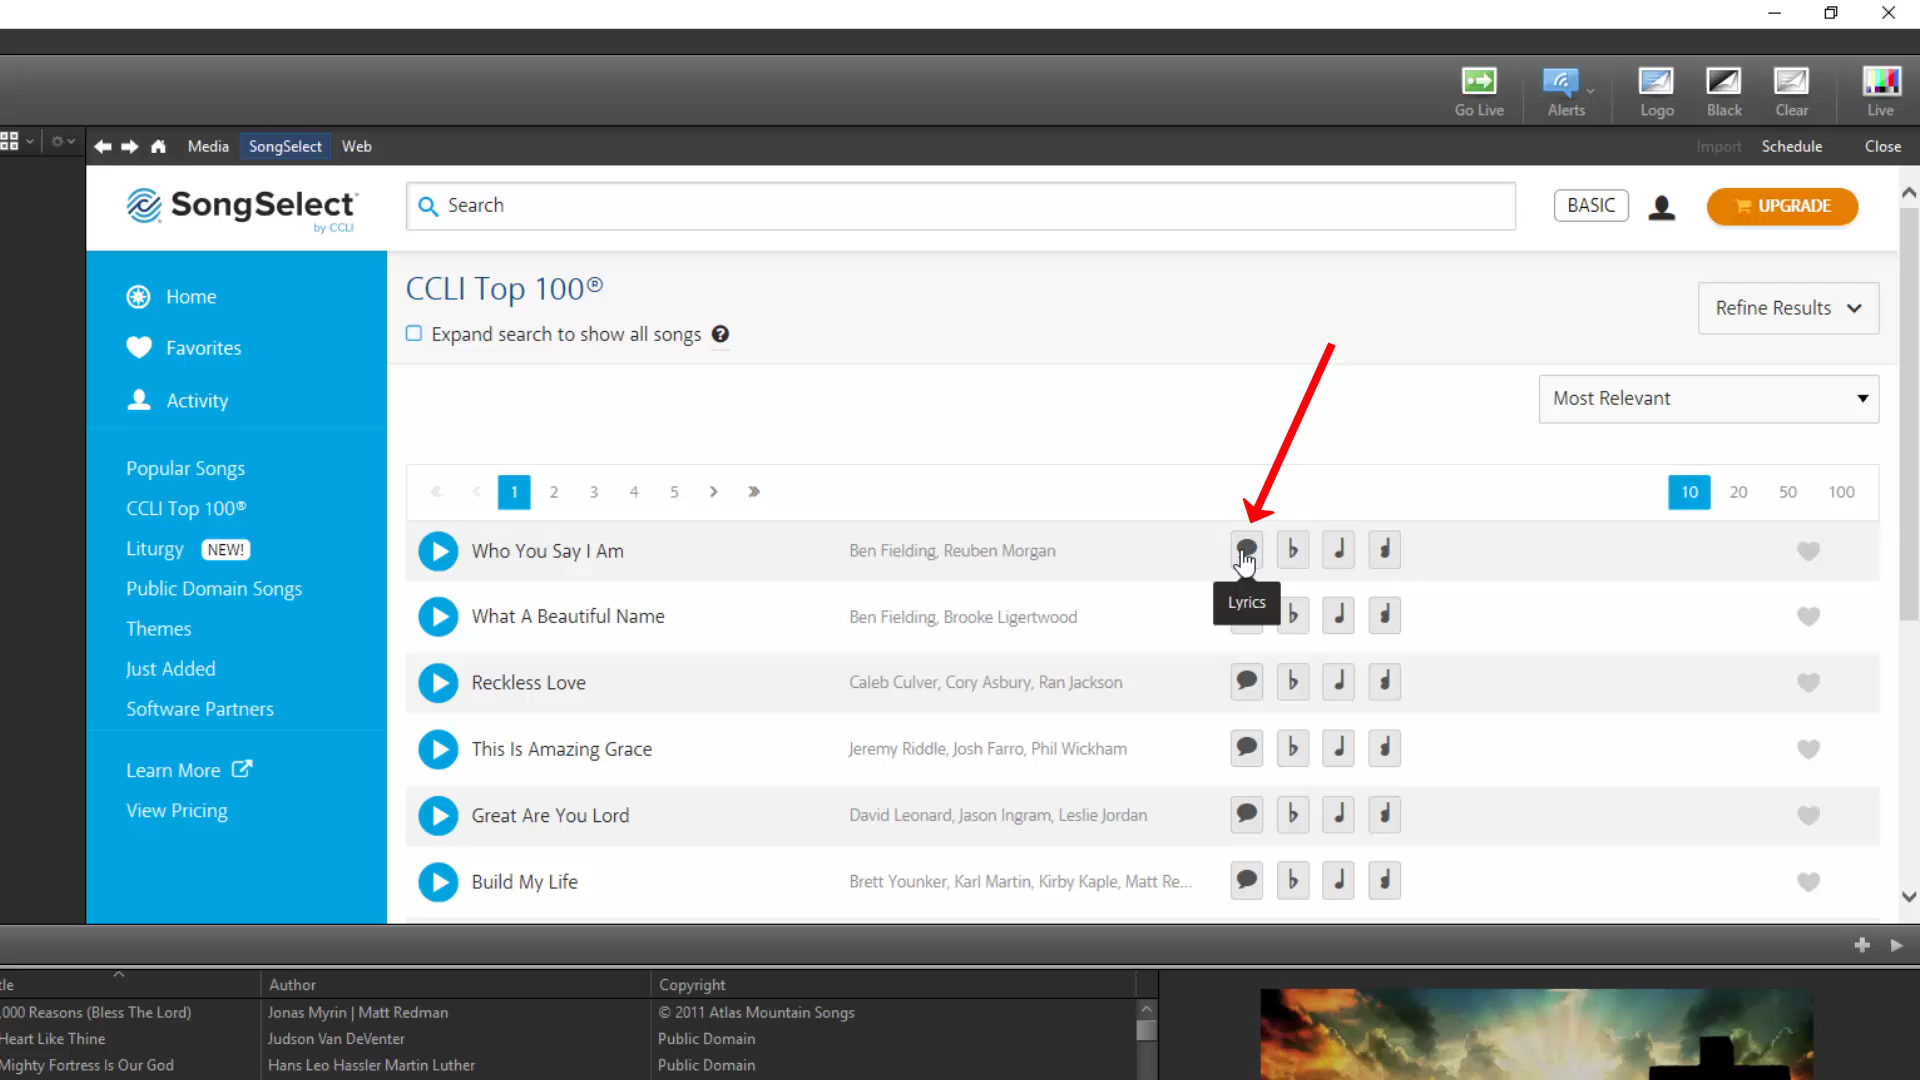 Go Live
Alerts
Logo
Black
Clear
Live
Media
SongSelect
Web
Import
Schedule
Close
SongSelect
by CCLI
Search
BASIC
UPGRADE
Home
Favorites
Activity
Popular Songs
CCLI Top 100®
Liturgy NEW!
Public Domain Songs
Themes
Just Added
Software Partners
Learn More
View Pricing
CCLI Top 100®
Expand search to show all songs
Refine Results
Most Relevant
« ‹ 1 2 3 4 5 › »
10 20 50 100
Who You Say I Am Ben Fielding, Reuben Morgan
Lyrics
What A Beautiful Name Ben Fielding, Brooke Ligertwood
Reckless Love Caleb Culver, Cory Asbury, Ran Jackson
This Is Amazing Grace Jeremy Riddle, Josh Farro, Phil Wickham
Great Are You Lord David Leonard, Jason Ingram, Leslie Jordan
Build My Life Brett Younker, Karl Martin, Kirby Kaple, Matt Re...
tle Author Copyright
,000 Reasons (Bless The Lord) Jonas Myrin | Matt Redman © 2011 Atlas Mountain Songs
Heart Like Thine Judson Van DeVenter Public Domain
Mighty Fortress Is Our God Hans Leo Hassler Martin Luther Public Domain